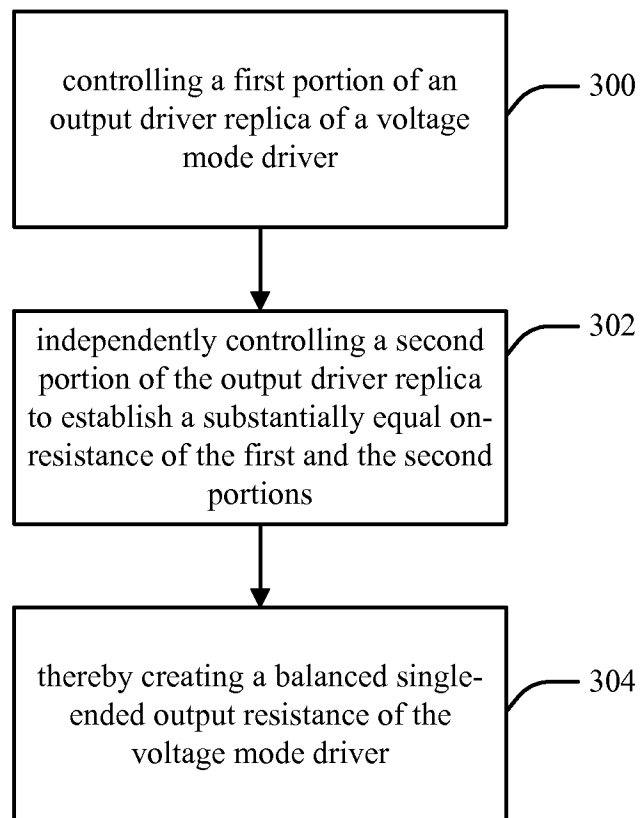 controlling a first portion of an
output driver replica of a voltage
mode driver
300
independently controlling a second
portion of the output driver replica
to establish a substantially equal on-
resistance of the first and the second
portions
302
thereby creating a balanced single-
ended output resistance of the
voltage mode driver
304